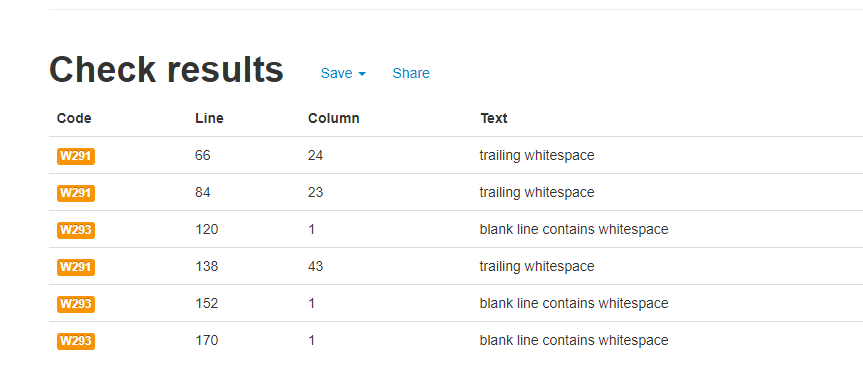 Check results Save Share
Code Line Column Text
W291 66 24 trailing whitespace
W291 84 23 trailing whitespace
W293 120 1 blank line contains whitespace
W291 138 43 trailing whitespace
W293 152 1 blank line contains whitespace
W293 170 1 blank line contains whitespace